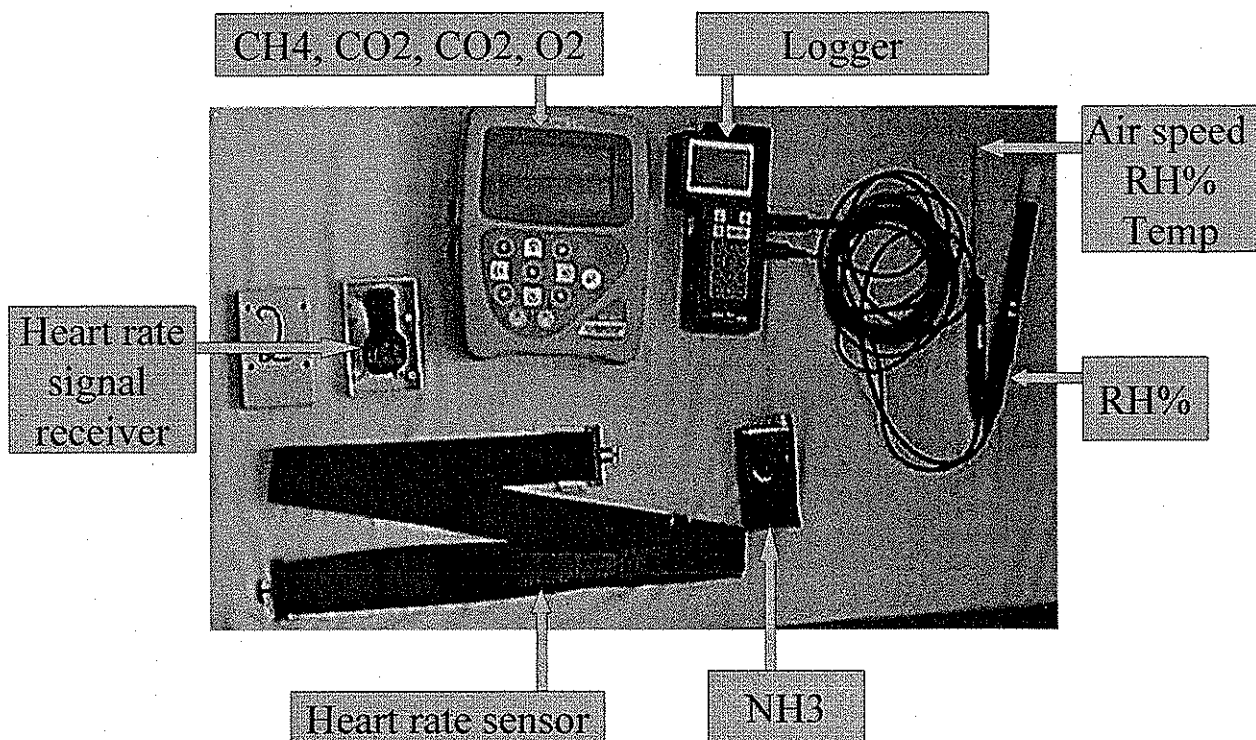 CH4, CO2, CO2, O2
Logger
Air speed
RH%
Temp
Heart rate
signal
receiver
RH%
Heart rate sensor
NH3